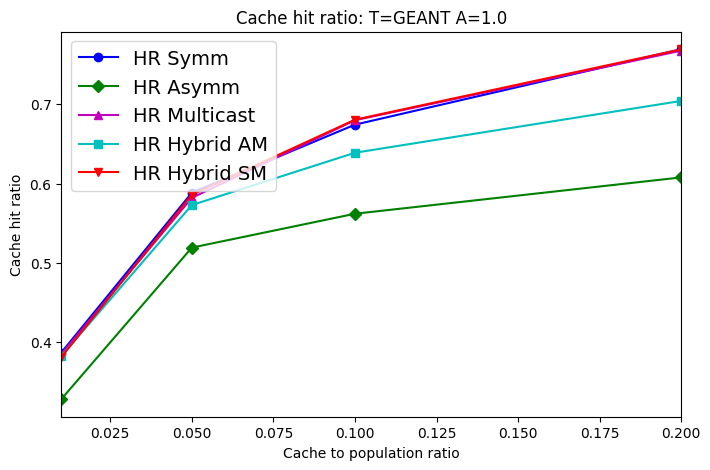 Cache hit ratio: T=GEANT A=1.0
HR Symm
HR Asymm
HR Multicast
HR Hybrid AM
HR Hybrid SM
Cache hit ratio
0.7
0.6
0.5
0.4
0.025 0.050 0.075 0.100 0.125 0.150 0.175 0.200
Cache to population ratio